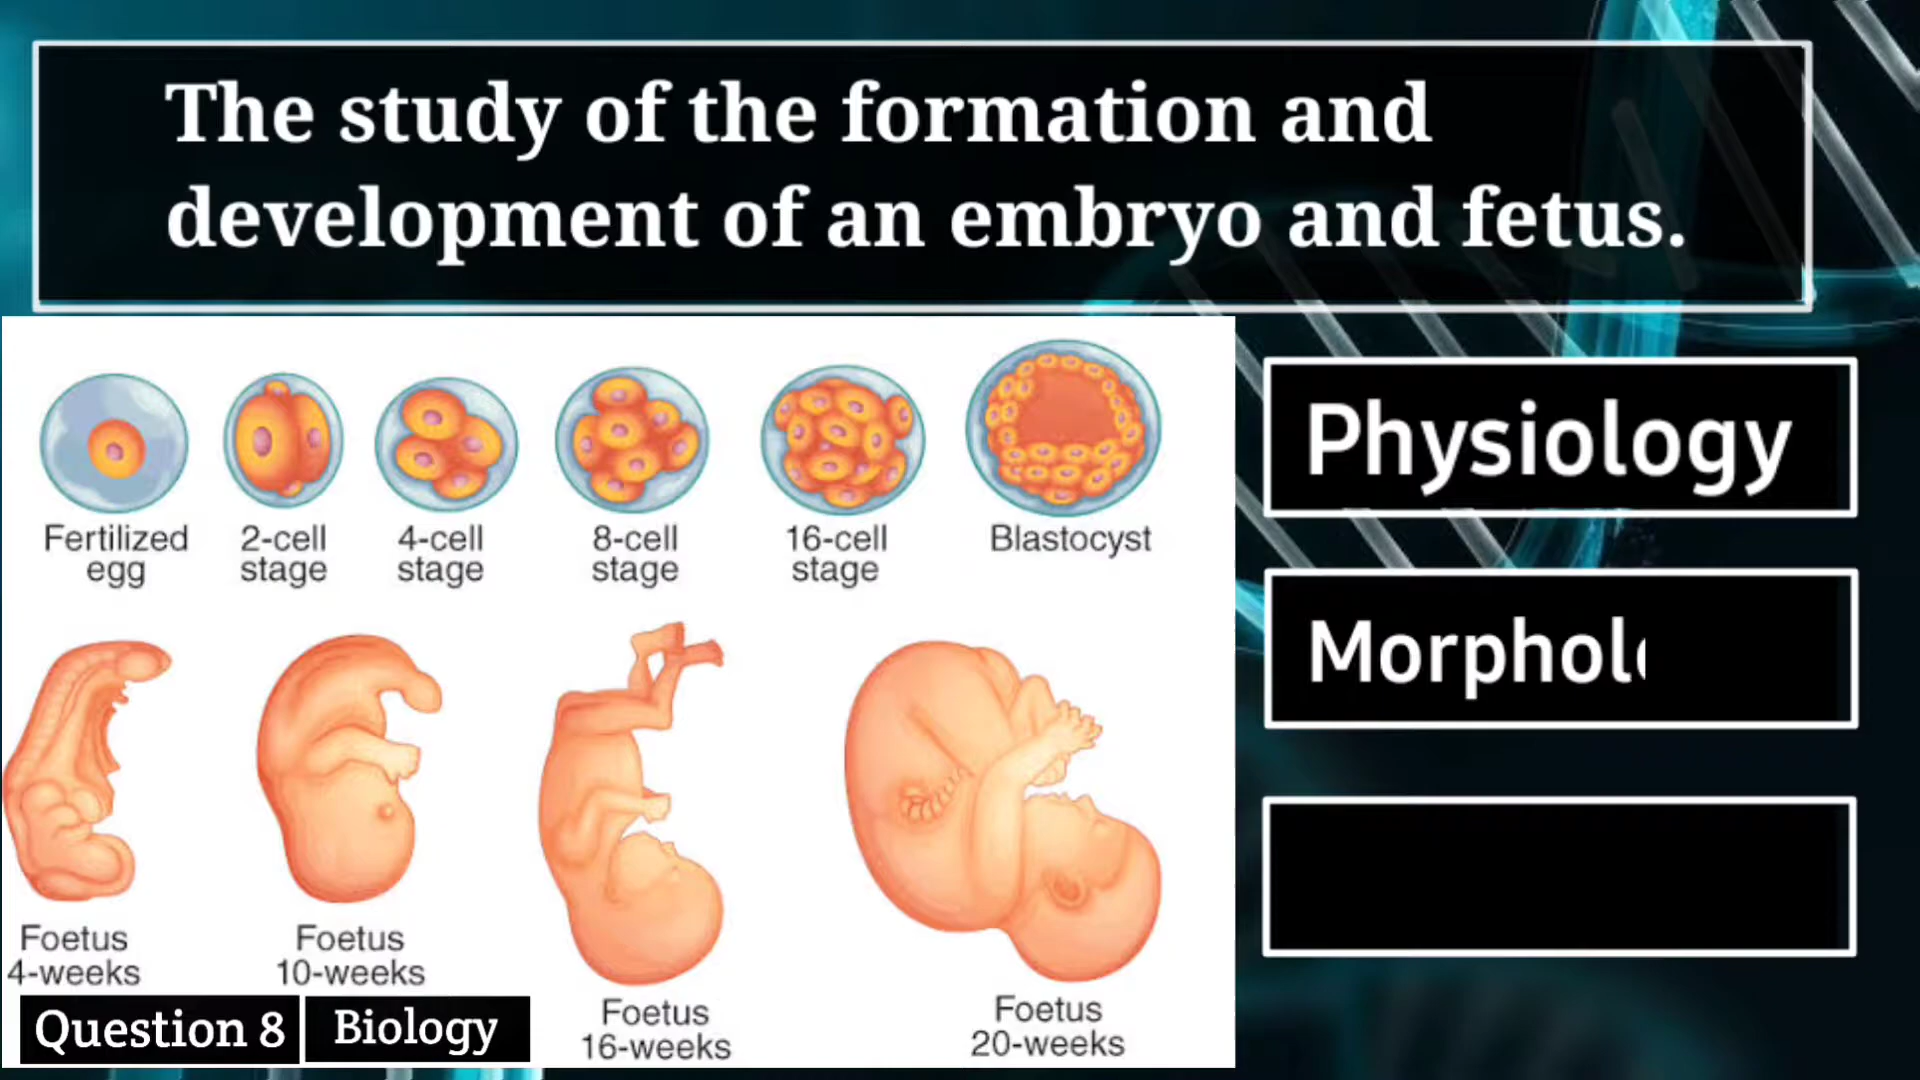 The study of the formation and
development of an embryo and fetus.
Physiology
Morphol
Fertilized
egg
2-cell
stage
4-cell
stage
8-cell
stage
16-cell
stage
Blastocyst
Foetus
4-weeks
Foetus
10-weeks
Foetus
16-weeks
Foetus
20-weeks
Question 8
Biology